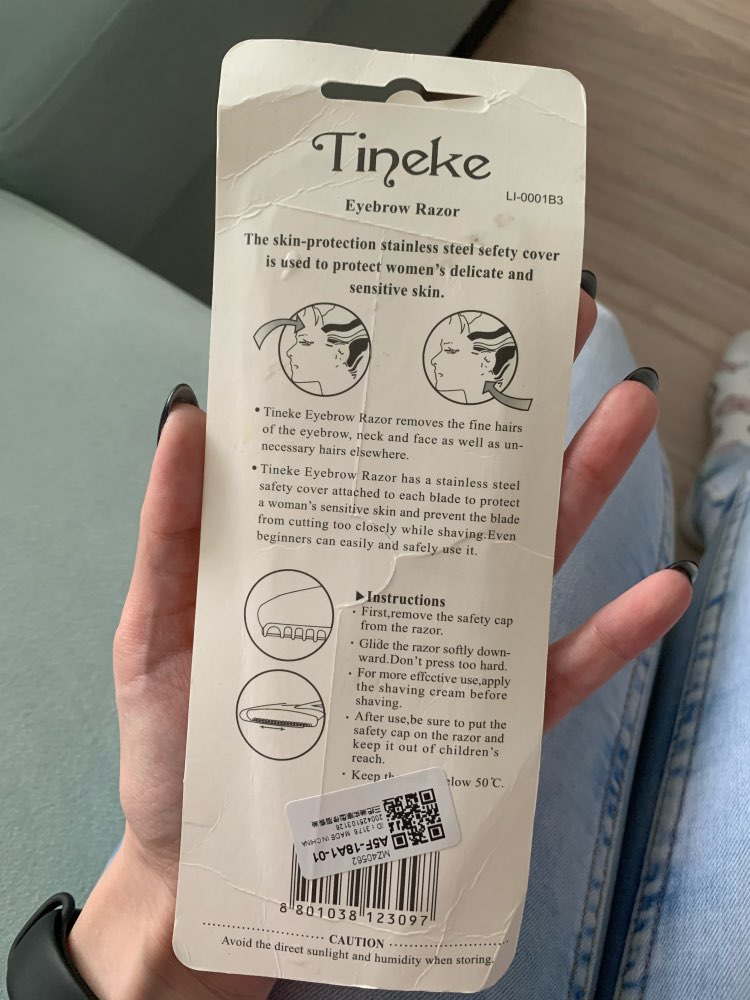 Tineke
LI-0001B3
Eyebrow Razor
The skin-protection stainless steel sefety cover
is used to protect women's delicate and
sensitive skin.
• Tineke Eyebrow Razor removes the fine hairs
of the eyebrow, neck and face as well as un-
necessary hairs elsewhere.
• Tineke Eyebrow Razor has a stainless steel
safety cover attached to each blade to protect
a woman's sensitive skin and prevent the blade
from cutting too closely while shaving.Even
beginners can easily and safely use it.
▶Instructions
· First,remove the safety cap
from the razor.
· Glide the razor softly down-
ward.Don't press too hard.
· For more effective use,apply
the shaving cream before
shaving.
· After use,be sure to put the
safety cap on the razor and
keep it out of children's
reach.
· Keep 50℃.
MZ40562
A5F-18A1-01
ID : 3178 MADE IN CHINA
200425103126
8 801038 123097
CAUTION
Avoid the direct sunlight and humidity when storing.